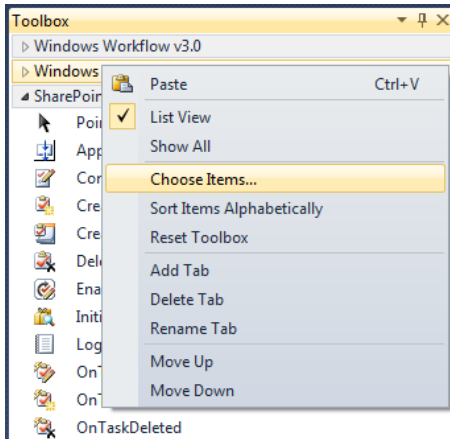 Toolbox
Windows Workflow v3.0
Windows
Paste Ctrl+V
List View
Show All
Choose Items...
Sort Items Alphabetically
Reset Toolbox
Add Tab
Delete Tab
Rename Tab
Move Up
Move Down
SharePoin
Poi
App
Cor
Cre
Cre
Dele
Ena
Initi
Log
OnT
OnT
OnTaskDeleted